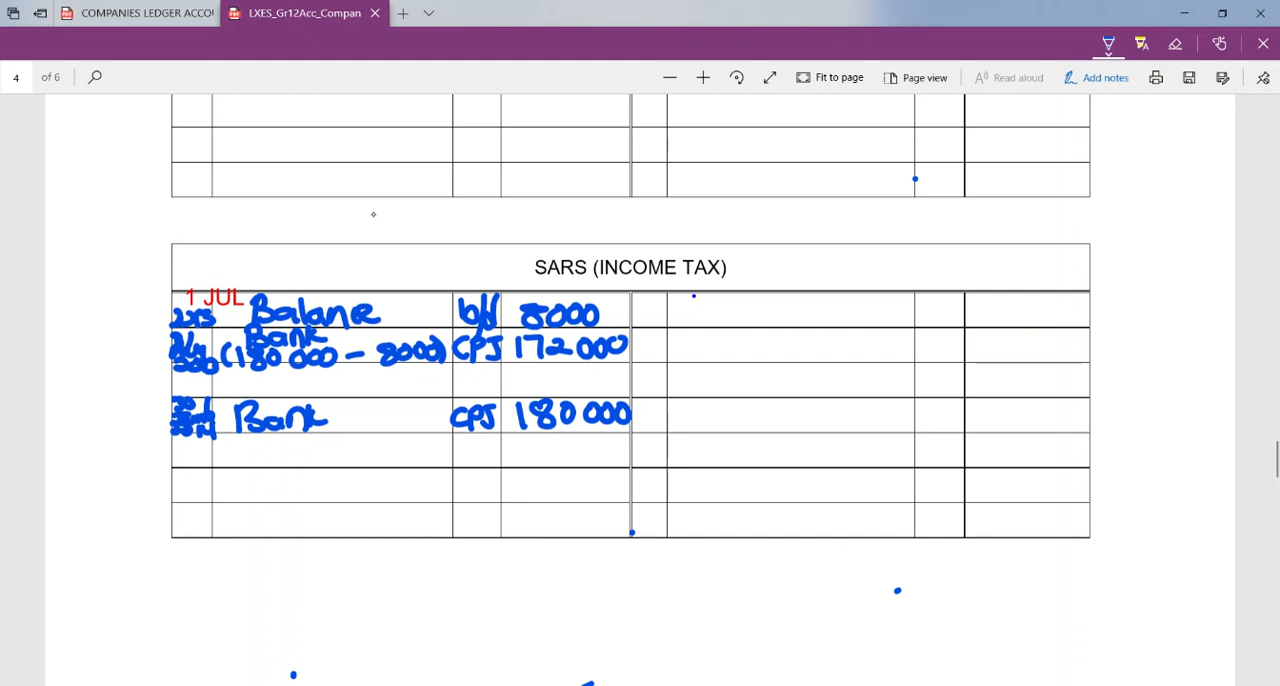 COMPANIES LEDGER ACCOU
LXES_Gr12Acc_Compan
4 of 6
Fit to page
Page view
Read aloud
Add notes
SARS (INCOME TAX)
1 JUL
Balance b/d 8000
Bank
(180 000 - 8000) CPJ 172 000
Bank CPJ 180 000